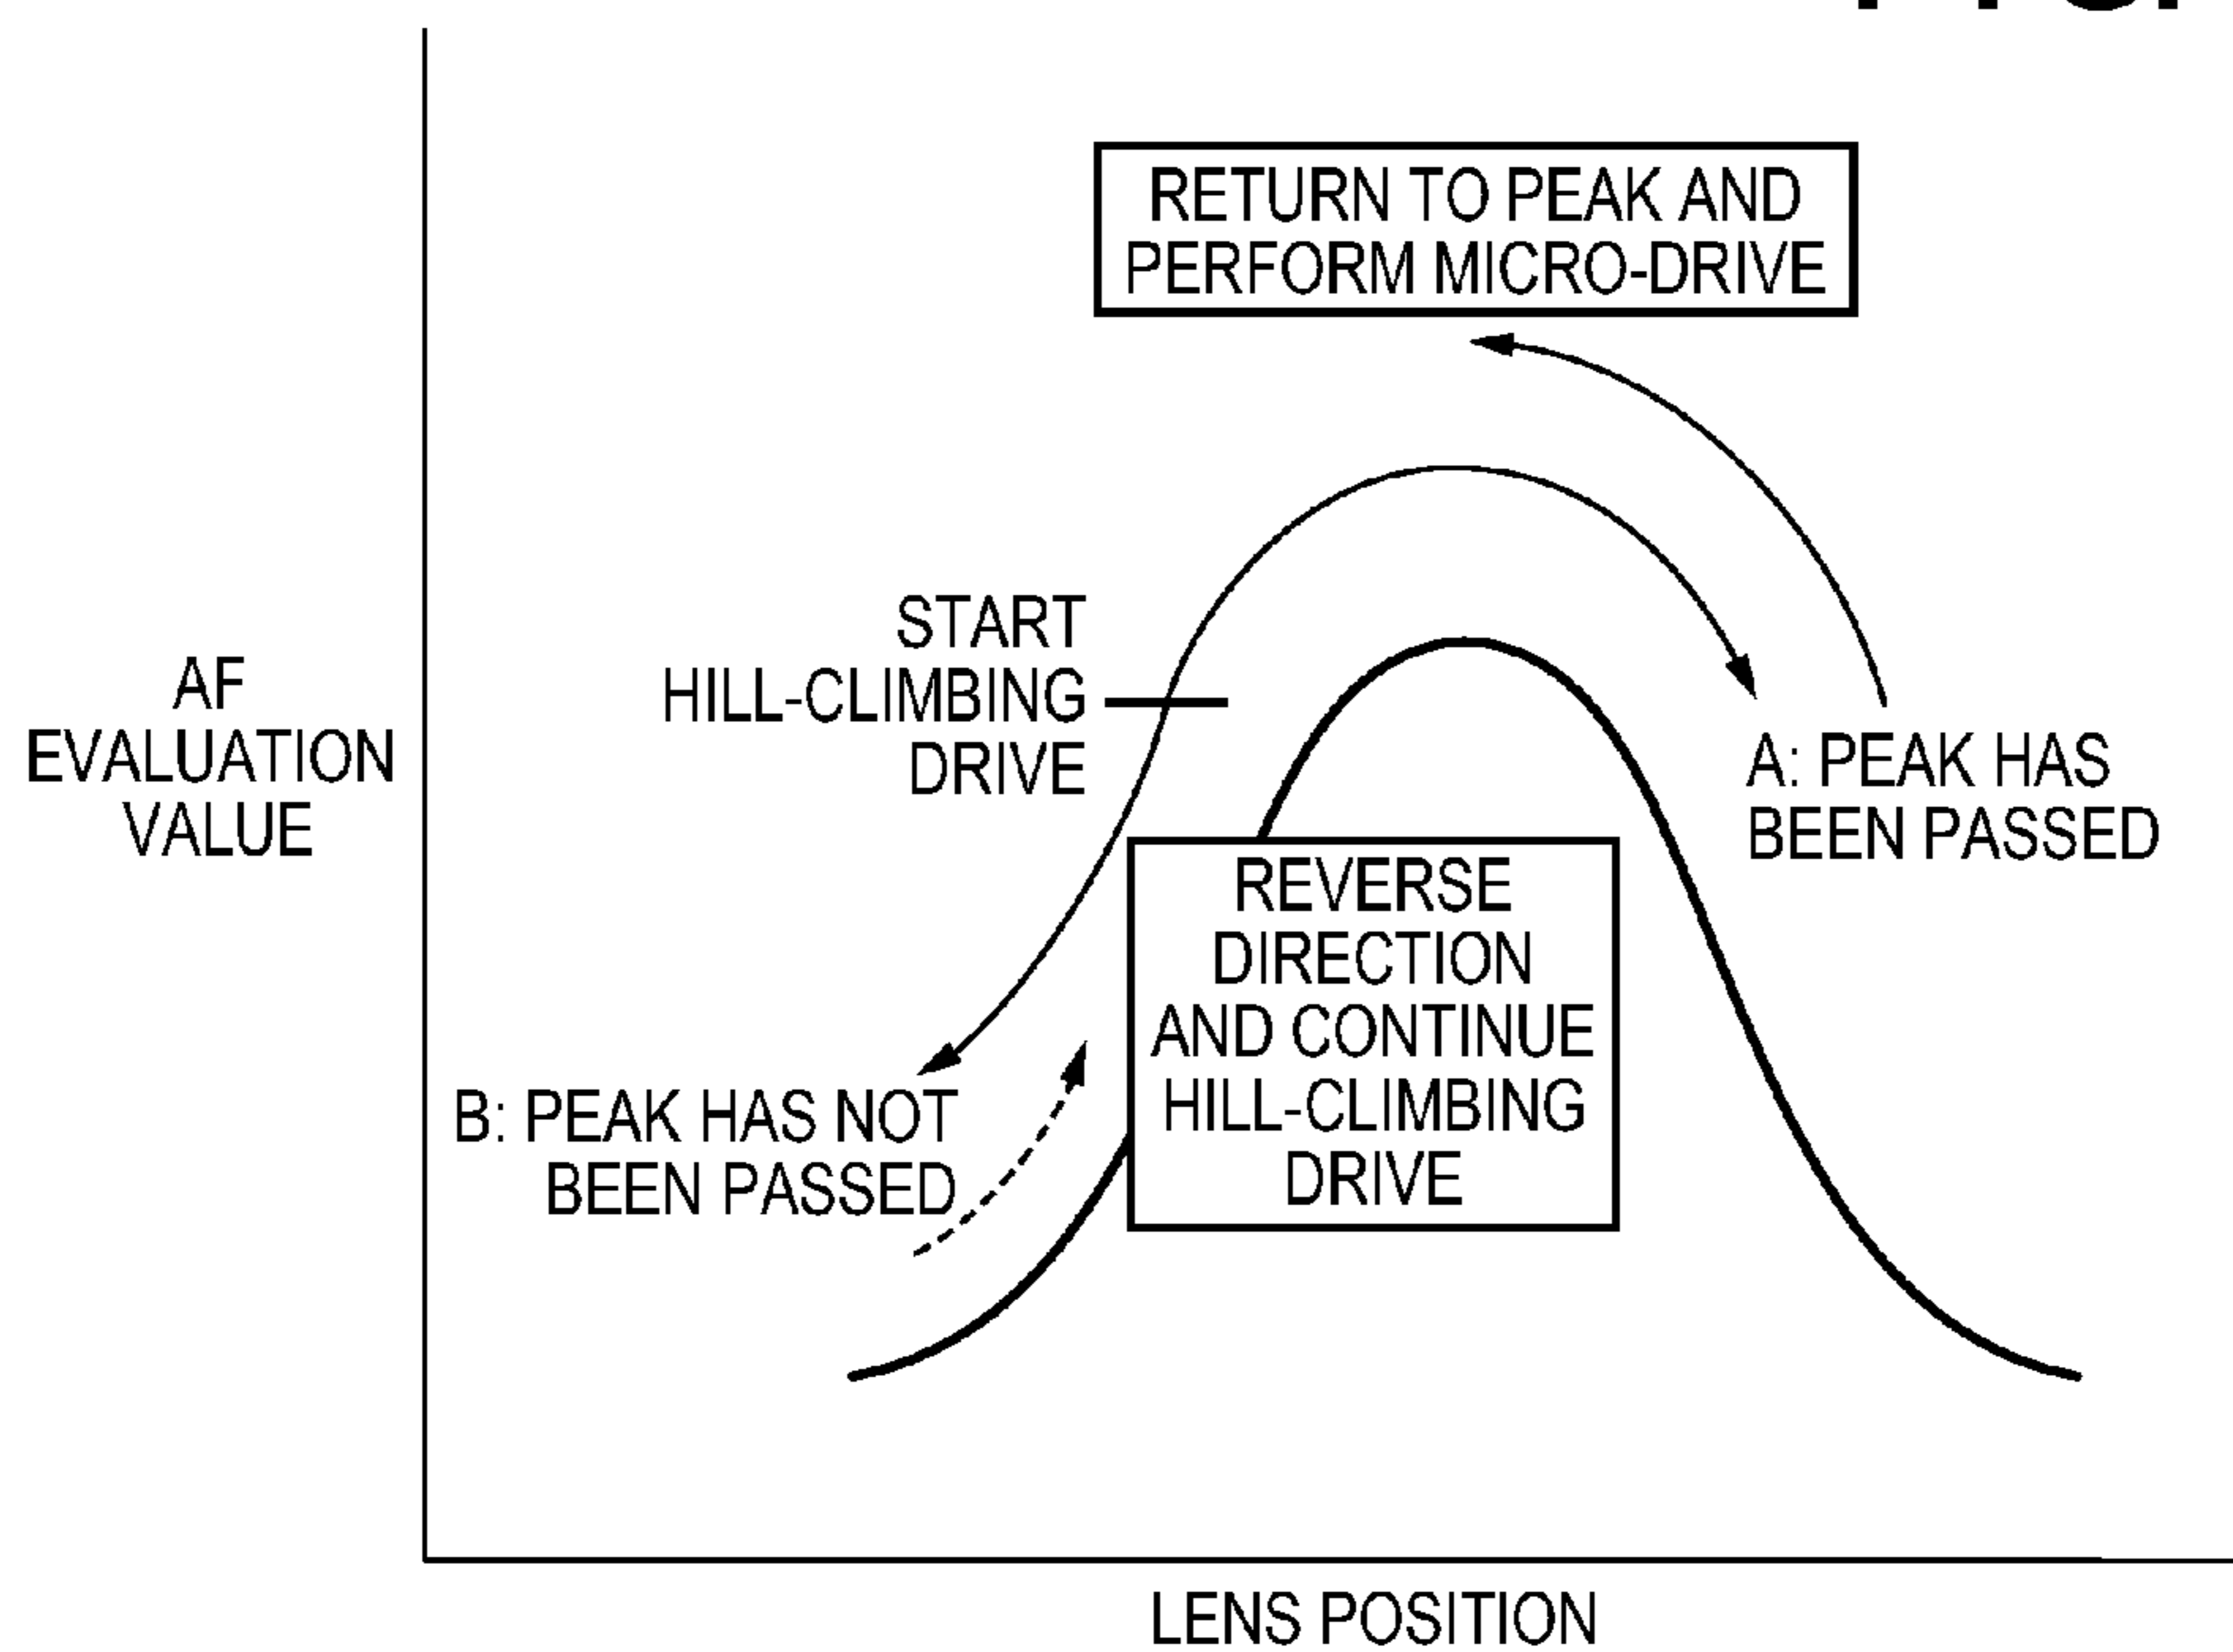 RETURN TO PEAK AND
PERFORM MICRO-DRIVE
START
HILL-CLIMBING
DRIVE
AF
EVALUATION
VALUE
A: PEAK HAS
BEEN PASSED
REVERSE
DIRECTION
AND CONTINUE
HILL-CLIMBING
DRIVE
B: PEAK HAS NOT
BEEN PASSED
LENS POSITION